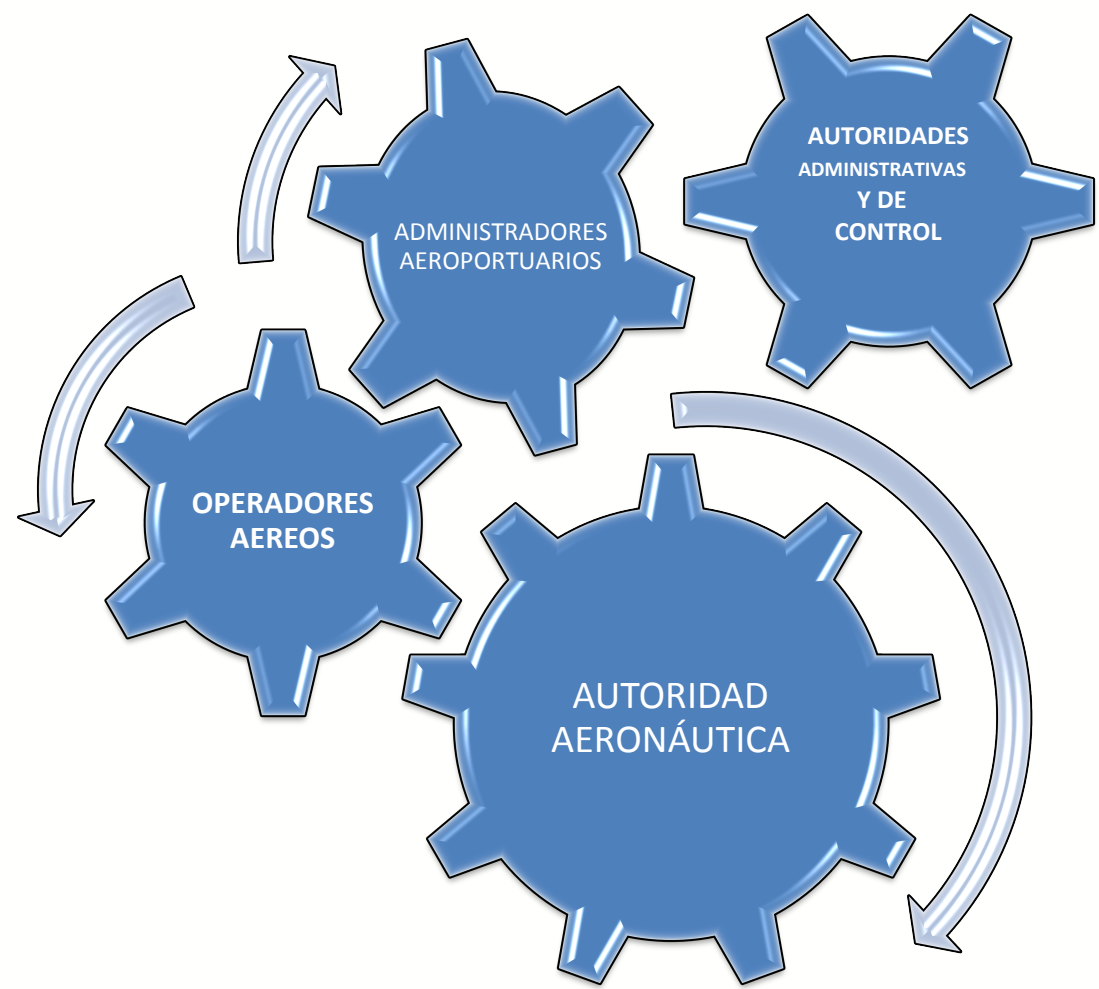 AUTORIDADES
ADMINISTRATIVAS
Y DE
CONTROL
ADMINISTRADORES
AEROPORTUARIOS
OPERADORES
AEREOS
AUTORIDAD
AERONÁUTICA